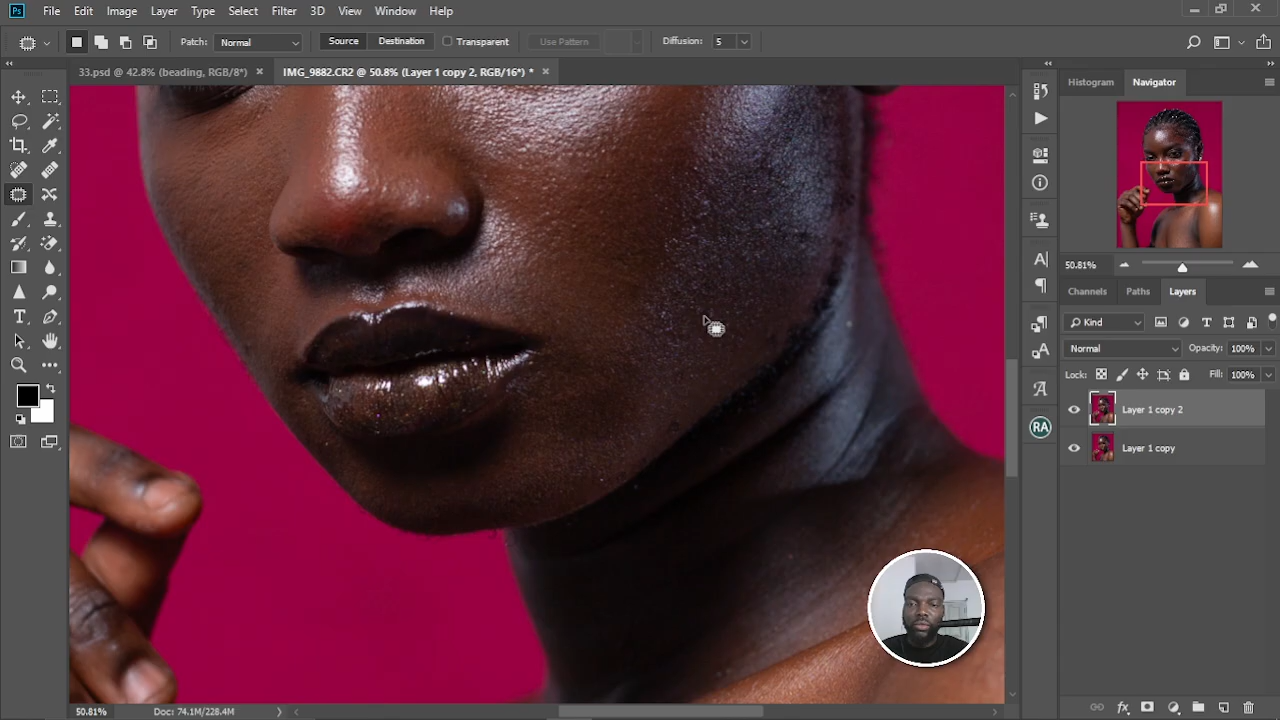 Ps File Edit Image Layer Type Select Filter 3D View Window Help
Patch: Normal Source Destination Transparent Use Pattern Diffusion: 5
33.psd @ 42.8% (beading, RGB/8*) × IMG_9882.CR2 @ 50.8% (Layer 1 copy 2, RGB/16*) * ×
Histogram Navigator
50.81%
Channels Paths Layers
Kind
Normal Opacity: 100%
Lock: Fill: 100%
Layer 1 copy 2
Layer 1 copy
RA
50.81% Doc: 74.1M/228.4M